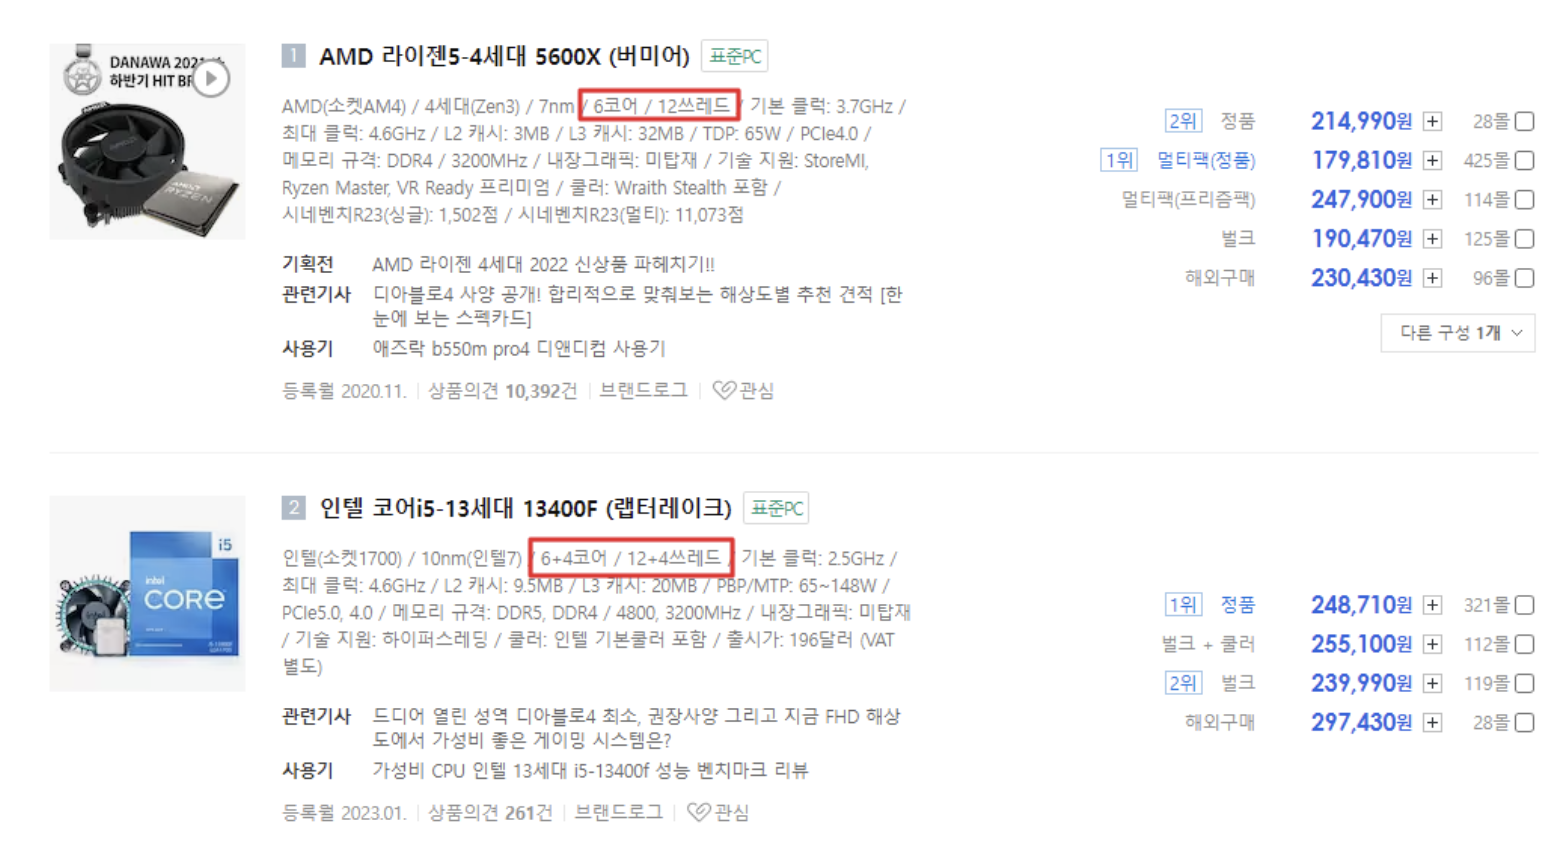 DANAWA 2021
하반기 HIT BR
AMD
RYZEN
1 AMD 라이젠5-4세대 5600X (버미어) 표준PC
AMD(소켓AM4) / 4세대(Zen3) / 7nm / 6코어 / 12쓰레드 / 기본 클럭: 3.7GHz /
최대 클럭: 4.6GHz / L2 캐시: 3MB / L3 캐시: 32MB / TDP: 65W / PCIe4.0 /
메모리 규격: DDR4 / 3200MHz / 내장그래픽: 미탑재 / 기술 지원: StoreMI,
Ryzen Master, VR Ready 프리미엄 / 쿨러: Wraith Stealth 포함 /
시네벤치R23(싱글): 1,502점 / 시네벤치R23(멀티): 11,073점
기획전 AMD 라이젠 4세대 2022 신상품 파헤치기!!
관련기사 디아블로4 사양 공개! 합리적으로 맞춰보는 해상도별 추천 견적 [한
눈에 보는 스펙카드]
사용기 애즈락 b550m pro4 디앤디컴 사용기
등록월 2020.11. 상품의견 10,392건 브랜드로그 관심
2위 정품 214,990원 + 28몰
1위 멀티팩(정품) 179,810원 + 425몰
멀티팩(프리즘팩) 247,900원 + 114몰
벌크 190,470원 + 125몰
해외구매 230,430원 + 96몰
다른 구성 1개
i5
intel
CORE
2 인텔 코어i5-13세대 13400F (랩터레이크) 표준PC
인텔(소켓1700) / 10nm(인텔7) / 6+4코어 / 12+4쓰레드 / 기본 클럭: 2.5GHz /
최대 클럭: 4.6GHz / L2 캐시: 9.5MB / L3 캐시: 20MB / PBP/MTP: 65~148W /
PCIe5.0, 4.0 / 메모리 규격: DDR5, DDR4 / 4800, 3200MHz / 내장그래픽: 미탑재
/ 기술 지원: 하이퍼스레딩 / 쿨러: 인텔 기본쿨러 포함 / 출시가: 196달러 (VAT
별도)
관련기사 드디어 열린 성역 디아블로4 최소, 권장사양 그리고 지금 FHD 해상
도에서 가성비 좋은 게이밍 시스템은?
사용기 가성비 CPU 인텔 13세대 i5-13400f 성능 벤치마크 리뷰
등록월 2023.01. 상품의견 261건 브랜드로그 관심
1위 정품 248,710원 + 321몰
벌크 + 쿨러 255,100원 + 112몰
2위 벌크 239,990원 + 119몰
해외구매 297,430원 + 28몰